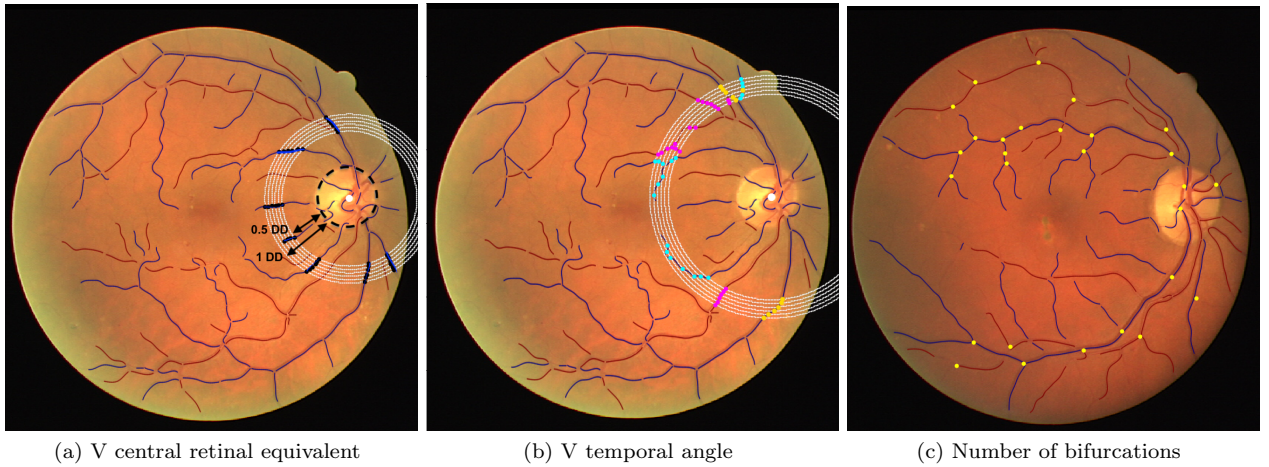 0.5 DD
1 DD
(a) V central retinal equivalent
(b) V temporal angle
(c) Number of bifurcations